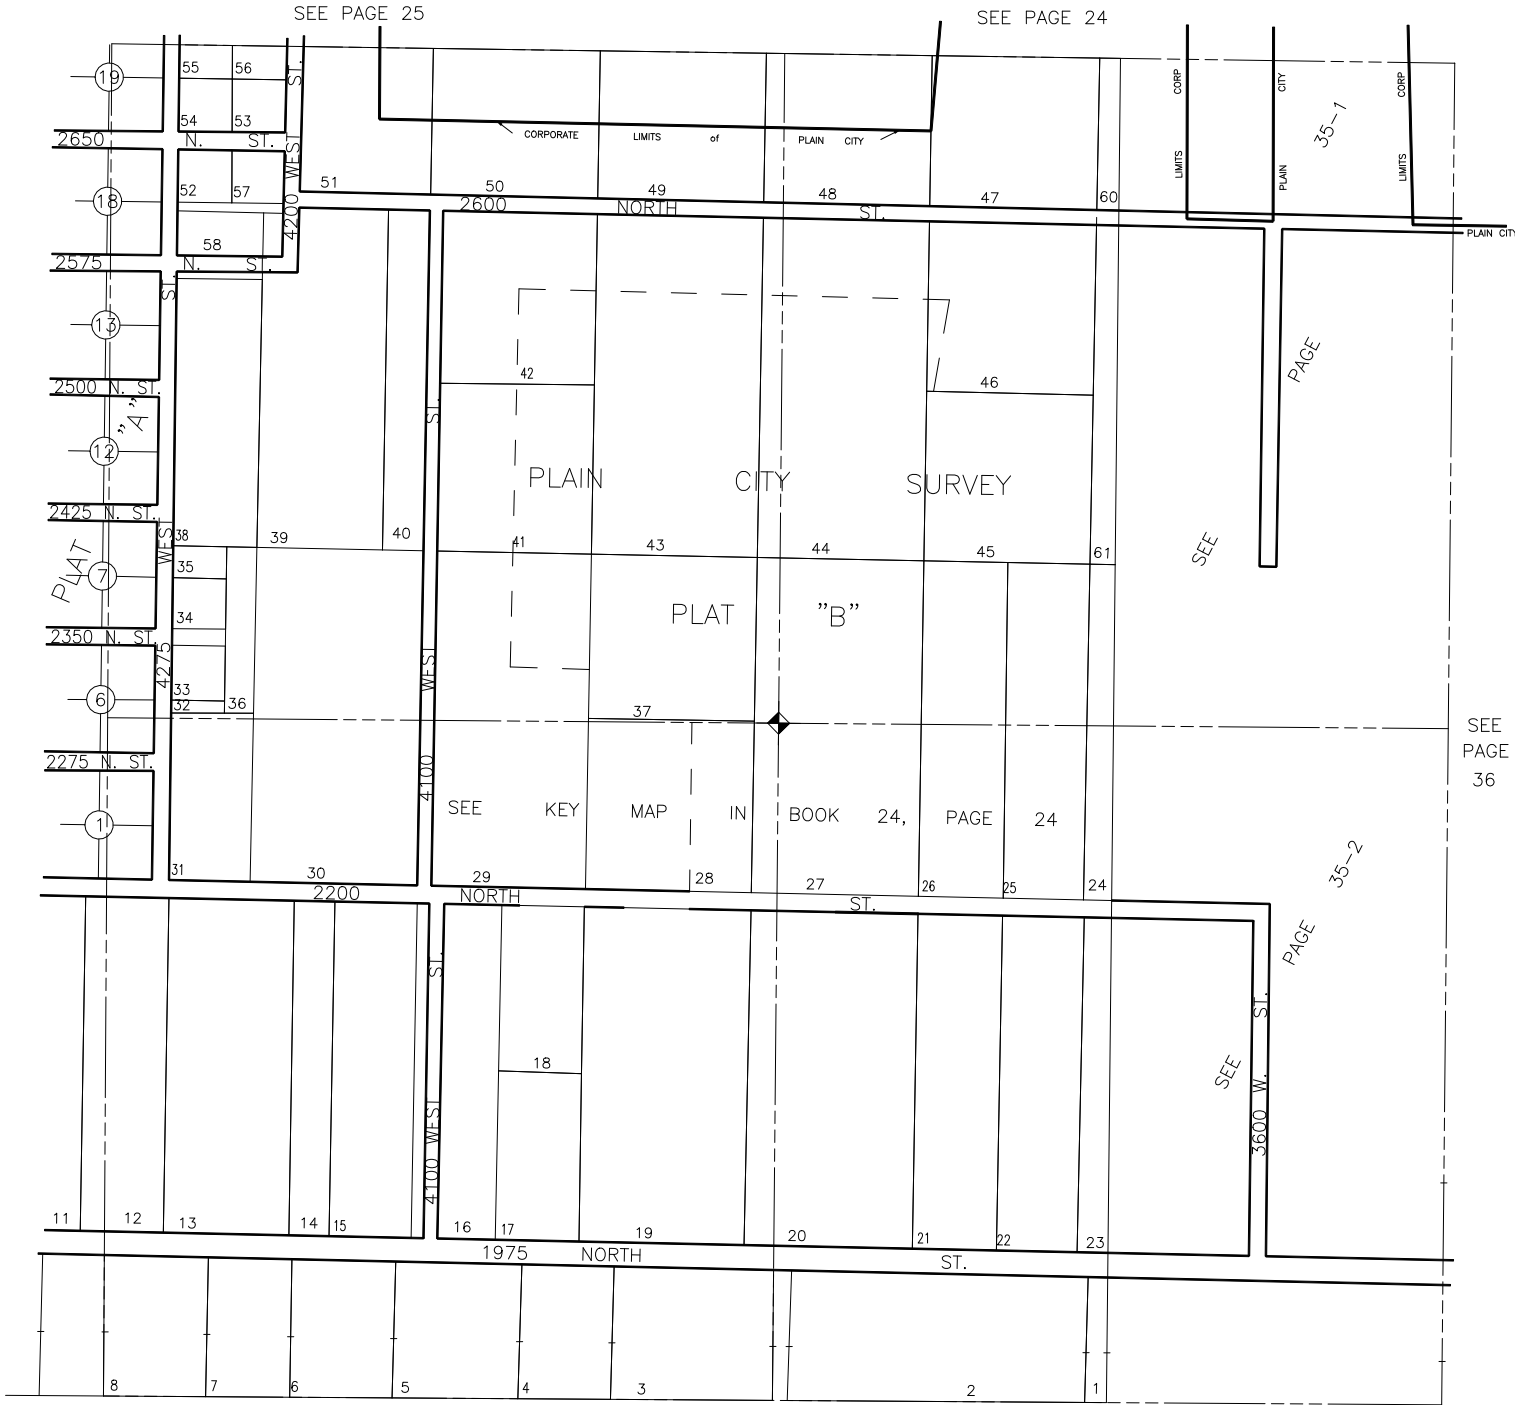 SEE PAGE 25
SEE PAGE 24
19
55
56
54
53
2650 N. ST.
CORPORATE LIMITS of PLAIN CITY
LIMITS CORP
PLAIN CITY
LIMITS CORP
35-1
18
52
57
4200 WEST ST.
51
50
49
48
47
60
2600 NORTH ST.
PLAIN CITY
58
2575 N. ST.
13
SEE PAGE
2500 N. ST.
42
46
12
PLAT "A"
PLAIN CITY SURVEY
2425 N. ST.
4275 WEST ST.
38
39
40
41
43
44
45
61
7
35
34
PLAT "B"
2350 N. ST.
33
32
36
6
37
4100 WEST ST.
SEE
PAGE
36
2275 N. ST.
1
SEE KEY MAP IN BOOK 24, PAGE 24
31
30
29
28
27
26
25
24
35-2
SEE PAGE
2200 NORTH ST.
18
4100 WEST ST.
3600 W. ST.
11
12
13
14
15
16
17
19
20
21
22
23
1975 NORTH ST.
8
7
6
5
4
3
2
1